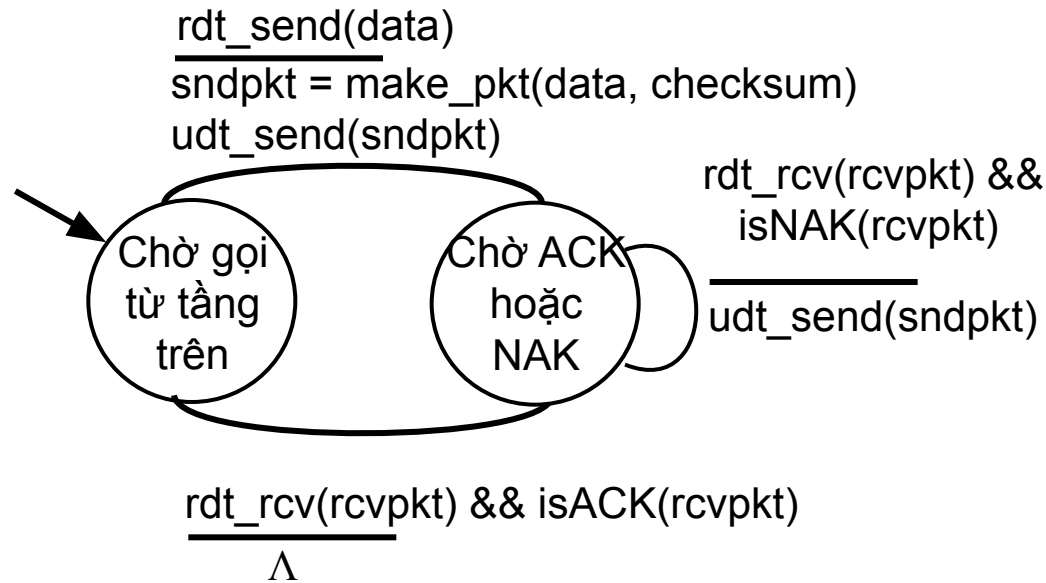 rdt_send(data)
sndpkt = make_pkt(data, checksum)
udt_send(sndpkt)
rdt_rcv(rcvpkt) &&
isNAK(rcvpkt)
udt_send(sndpkt)
Chờ gọi
từ tầng
trên
Chờ ACK
hoặc
NAK
rdt_rcv(rcvpkt) && isACK(rcvpkt)
Λ